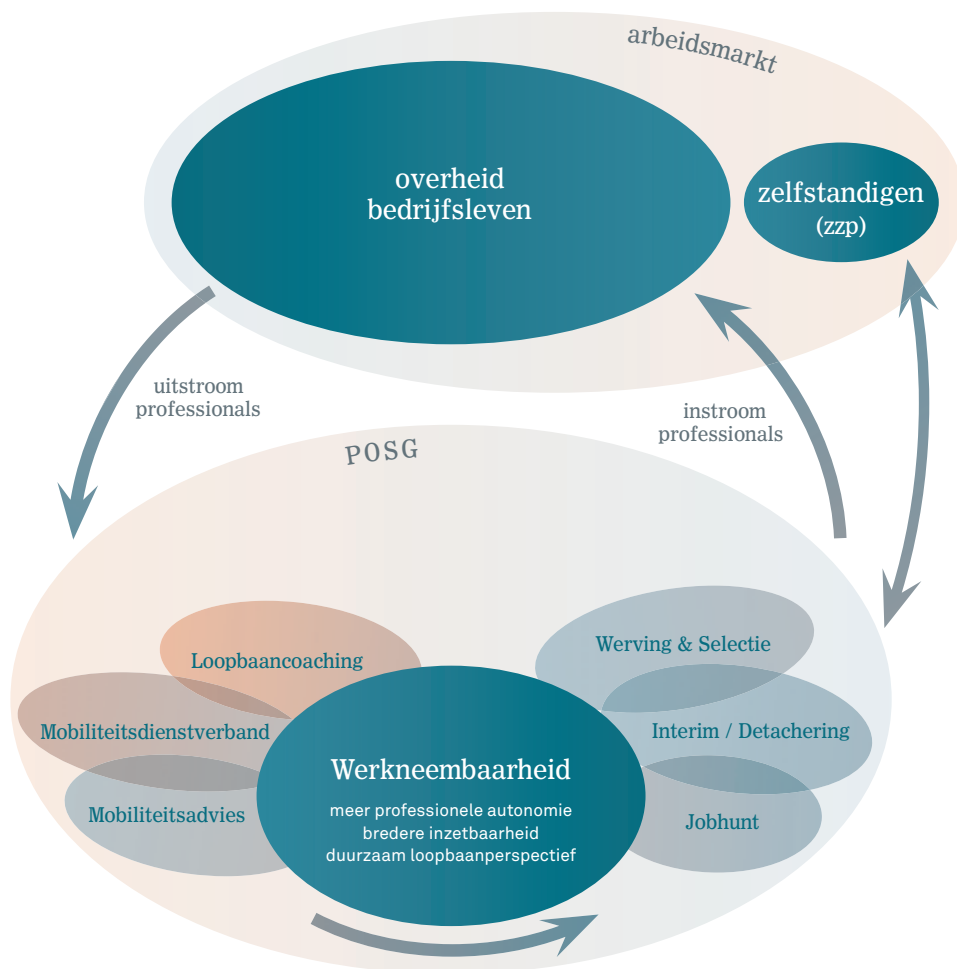 arbeidsmarkt
overheid
bedrijfsleven
zelfstandigen
(zzp)
uitstroom
professionals
instroom
professionals
POSG
Loopbaancoaching
Mobiliteitsdienstverband
Mobiliteitsadvies
Werving & Selectie
Interim / Detachering
Jobhunt
Werkneembaarheid
meer professionele autonomie
bredere inzetbaarheid
duurzaam loopbaanperspectief